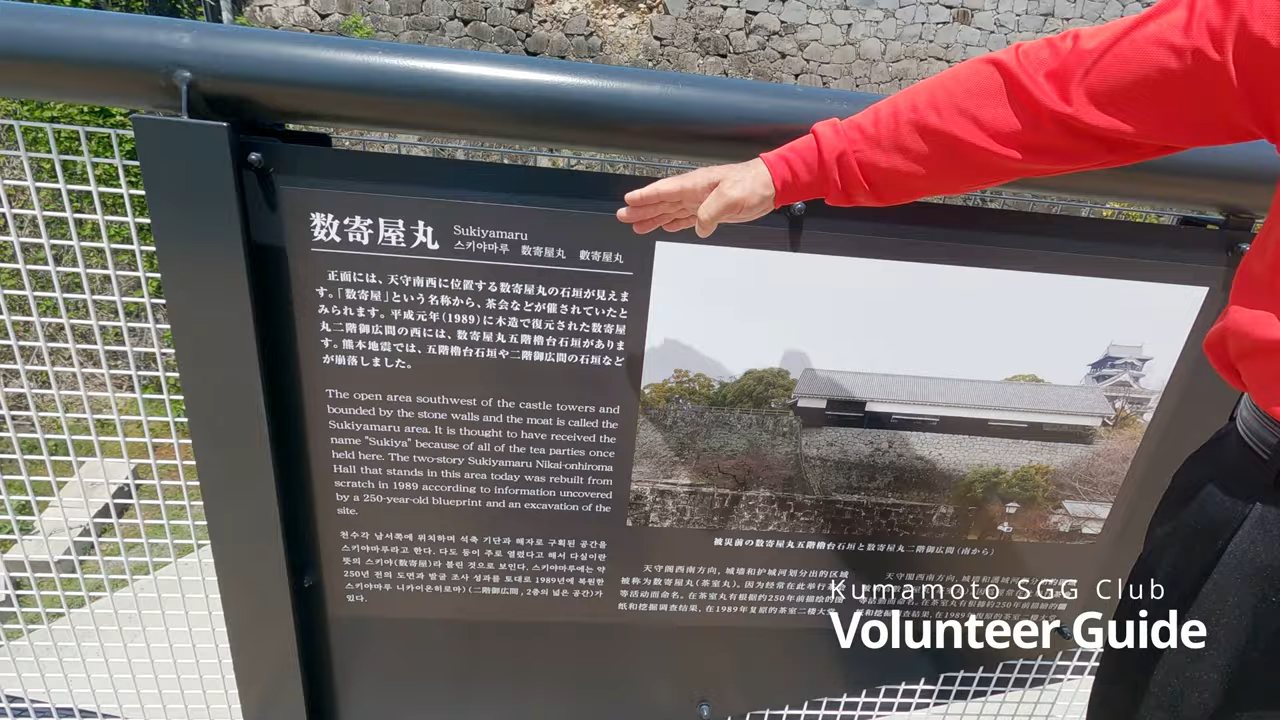 数寄屋丸
Sukiyamaru
스키야마루 数寄屋丸 數寄屋丸
正面には、天守南西に位置する数寄屋丸の石垣が見えま
す。「数寄屋」という名称から、茶会などが催されていたと
みられます。平成元年(1989)に木造で復元された数寄屋
丸二階御広間の西には、数寄屋丸五階櫓台石垣がありま
す。熊本地震では、五階櫓台石垣や二階御広間の石垣など
が崩落しました。
The open area southwest of the castle towers and
bounded by the stone walls and the moat is called the
Sukiyamaru area. It is thought to have received the
name "Sukiya" because of all of the tea parties once
held here. The two-story Sukiyamaru Nikai-onhiroma
Hall that stands in this area today was rebuilt from
scratch in 1989 according to information uncovered
by a 250-year-old blueprint and an excavation of the
site.
천수각 남서쪽에 위치하며 석축 기단과 해자로 구획된 공간을
스키야마루라고 한다. 다도 등이 주로 열렸다고 해서 다실이란
뜻의 스키야(数寄屋)라 불린 것으로 보인다. 스키야마루에는 약
250년 전의 도면과 발굴 조사 성과를 토대로 1989년에 복원한
스키야마루 니카이온히로마(二階御広間, 2층의 넓은 공간)가
있다.
被災前の数寄屋丸五階櫓台石垣と数寄屋丸二階御広間(南から)
天守阁西南方向，城墙和护城河划分出的区域
被称为数寄屋丸(茶室丸)。因为经常在此举行茶
等活动而命名。在茶室丸有根据约250年前描绘的图
纸和挖掘调查结果，在1989年复原的茶室二楼大
天守閣西南方向，城墻和護城河劃分出的
Kumamoto SGG Club
Volunteer Guide